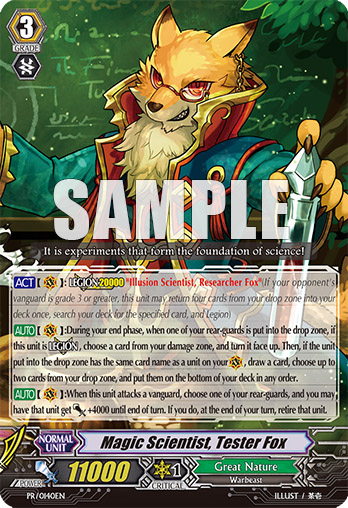 3
GRADE
SAMPLE
It is experiments that form the foundation of science!
ACT [ ]1: LEGION 20000 "Illusion Scientist, Researcher Fox"(If your opponent's
vanguard is grade 3 or greater, this unit may return four cards from your drop zone into your
deck once, search your deck for the specified card, and Legion)
AUTO [ ]:During your end phase, when one of your rear-guards is put into the drop zone, if
this unit is LEGION, choose a card from your damage zone, and turn it face up. Then, if the unit
put into the drop zone has the same card name as a unit on your , draw a card, choose up to
two cards from your drop zone, and put them on the bottom of your deck in any order.
AUTO [ ]:When this unit attacks a vanguard, choose one of your rear-guards, and you may
have that unit get +4000 until end of turn. If you do, at the end of your turn, retire that unit.
NORMAL
UNIT
Magic Scientist, Tester Fox
POWER
11000
1
CRITICAL
Great Nature
Warbeast
PR/0140EN
ILLUST / 茶壱